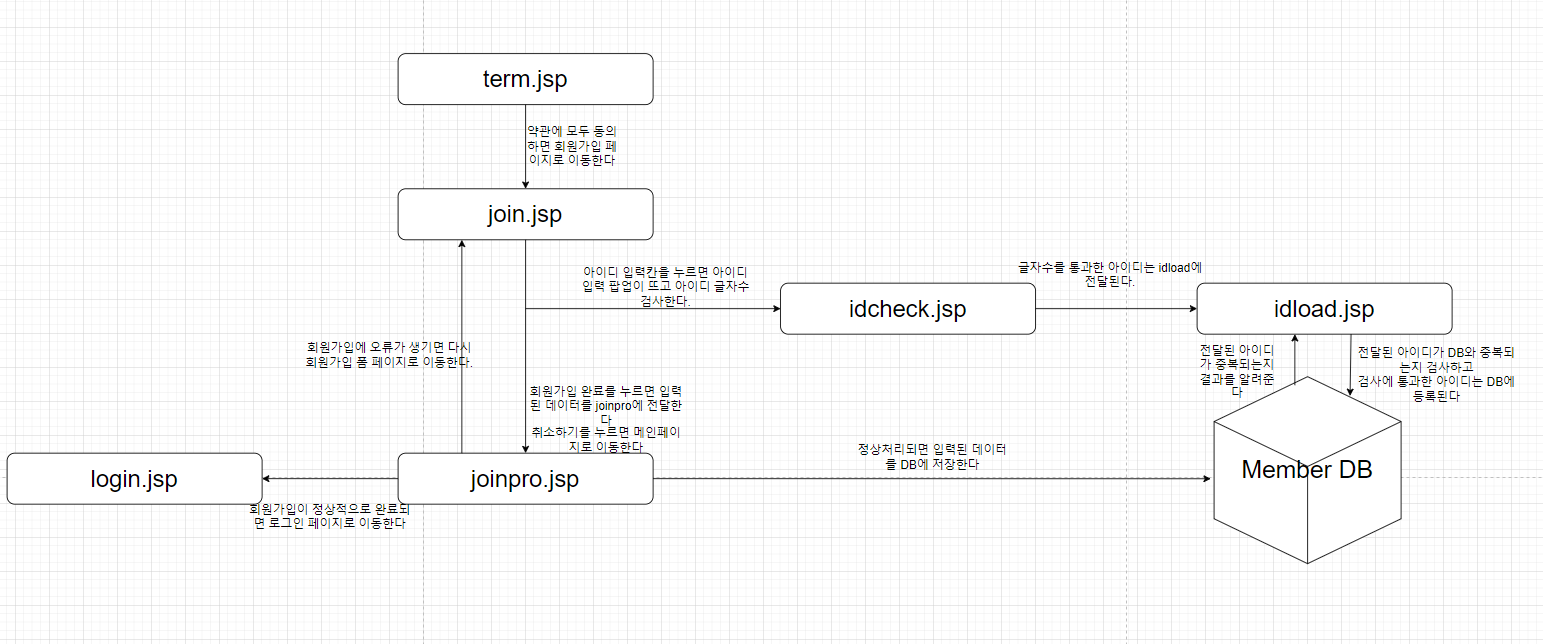 term.jsp
약관에 모두 동의
하면 회원가입 페
이지로 이동한다
join.jsp
아이디 입력칸을 누르면 아이디
입력 팝업이 뜨고 아이디 글자수
검사한다.
idcheck.jsp
글자수를 통과한 아이디는 idload에
전달된다.
idload.jsp
회원가입에 오류가 생기면 다시
회원가입 폼 페이지로 이동한다.
전달된 아이디
가 중복되는지
결과를 알려준
다
전달된 아이디가 DB와 중복되
는지 검사하고
검사에 통과한 아이디는 DB에
등록된다
회원가입 완료를 누르면 입력
된 데이터를 joinpro에 전달한
다
취소하기를 누르면 메인페이
지로 이동한다
login.jsp
회원가입이 정상적으로 완료되
면 로그인 페이지로 이동한다
joinpro.jsp
정상처리되면 입력된 데이터
를 DB에 저장한다
Member DB